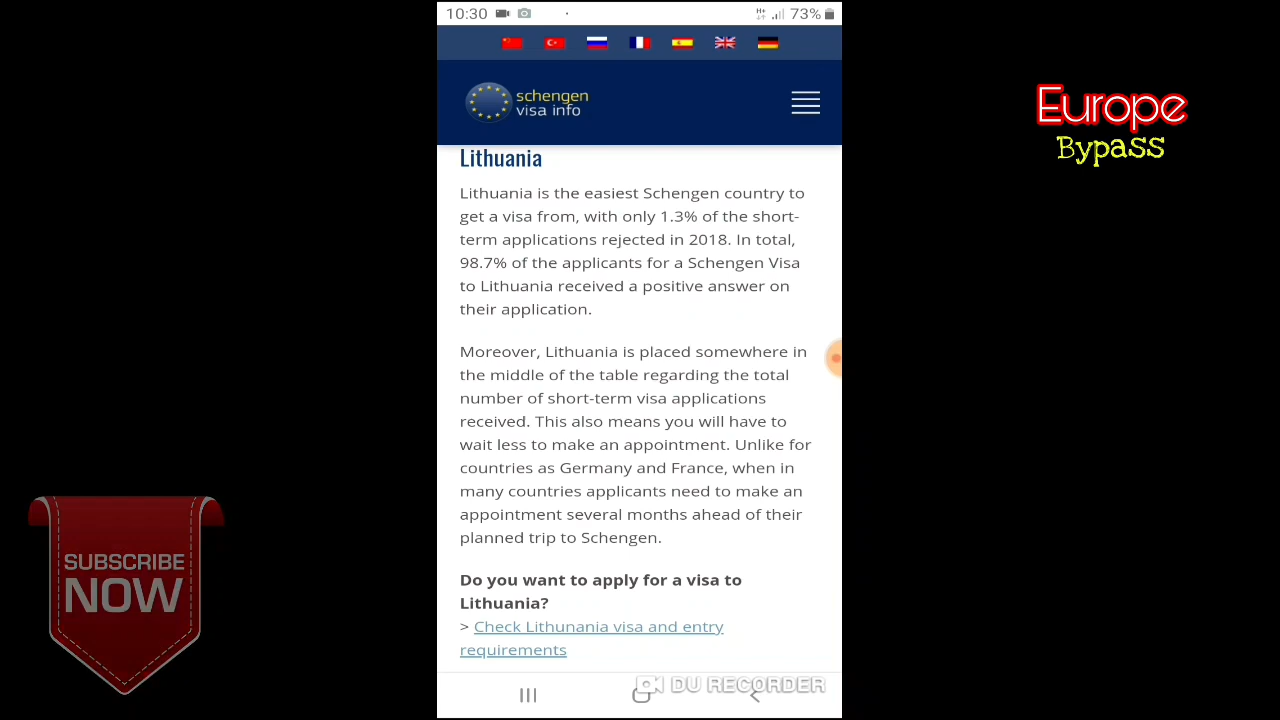 10:30
73%
schengen
visa info
Lithuania
Lithuania is the easiest Schengen country to
get a visa from, with only 1.3% of the short-
term applications rejected in 2018. In total,
98.7% of the applicants for a Schengen Visa
to Lithuania received a positive answer on
their application.
Moreover, Lithuania is placed somewhere in
the middle of the table regarding the total
number of short-term visa applications
received. This also means you will have to
wait less to make an appointment. Unlike for
countries as Germany and France, when in
many countries applicants need to make an
appointment several months ahead of their
planned trip to Schengen.
Do you want to apply for a visa to
Lithuania?
> Check Lithunania visa and entry
requirements
DU RECORDER
Europe
Bypass
SUBSCRIBE
NOW